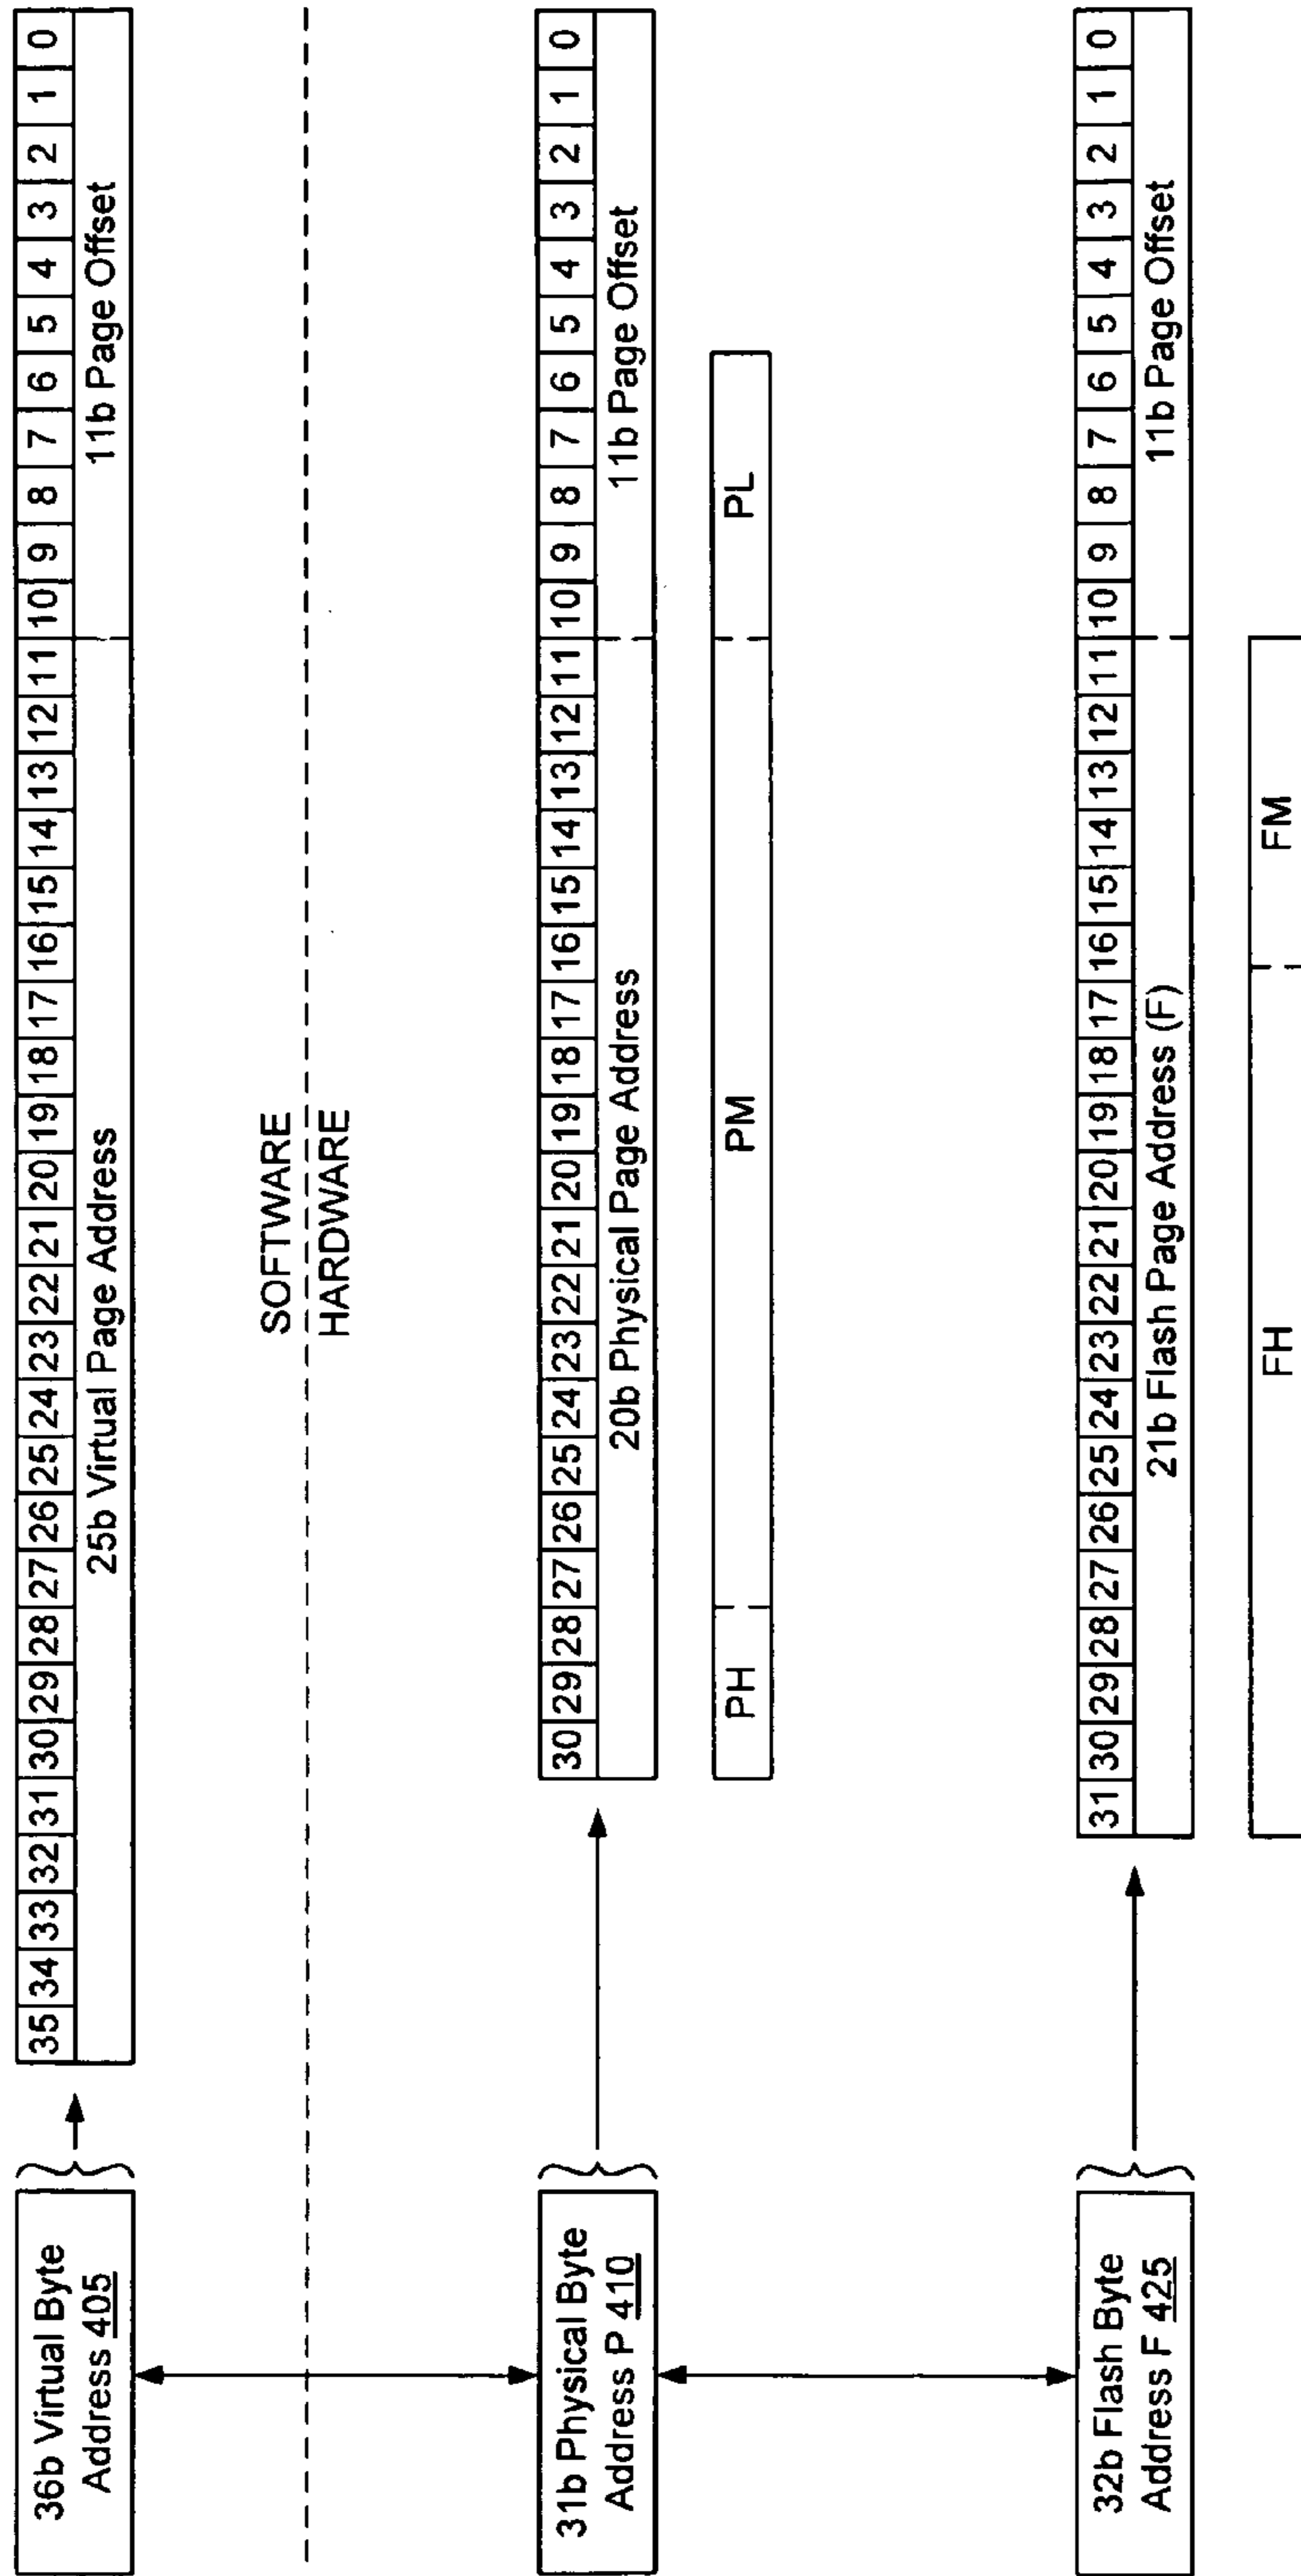 36b Virtual Byte
Address 405
35 34 33 32 31 30 29 28 27 26 25 24 23 22 21 20 19 18 17 16 15 14 13 12 11 10 9 8 7 6 5 4 3 2 1 0
25b Virtual Page Address 11b Page Offset
SOFTWARE
HARDWARE
31b Physical Byte
Address P 410
30 29 28 27 26 25 24 23 22 21 20 19 18 17 16 15 14 13 12 11 10 9 8 7 6 5 4 3 2 1 0
20b Physical Page Address 11b Page Offset
PH PM PL
32b Flash Byte
Address F 425
31 30 29 28 27 26 25 24 23 22 21 20 19 18 17 16 15 14 13 12 11 10 9 8 7 6 5 4 3 2 1 0
21b Flash Page Address (F) 11b Page Offset
FH FM